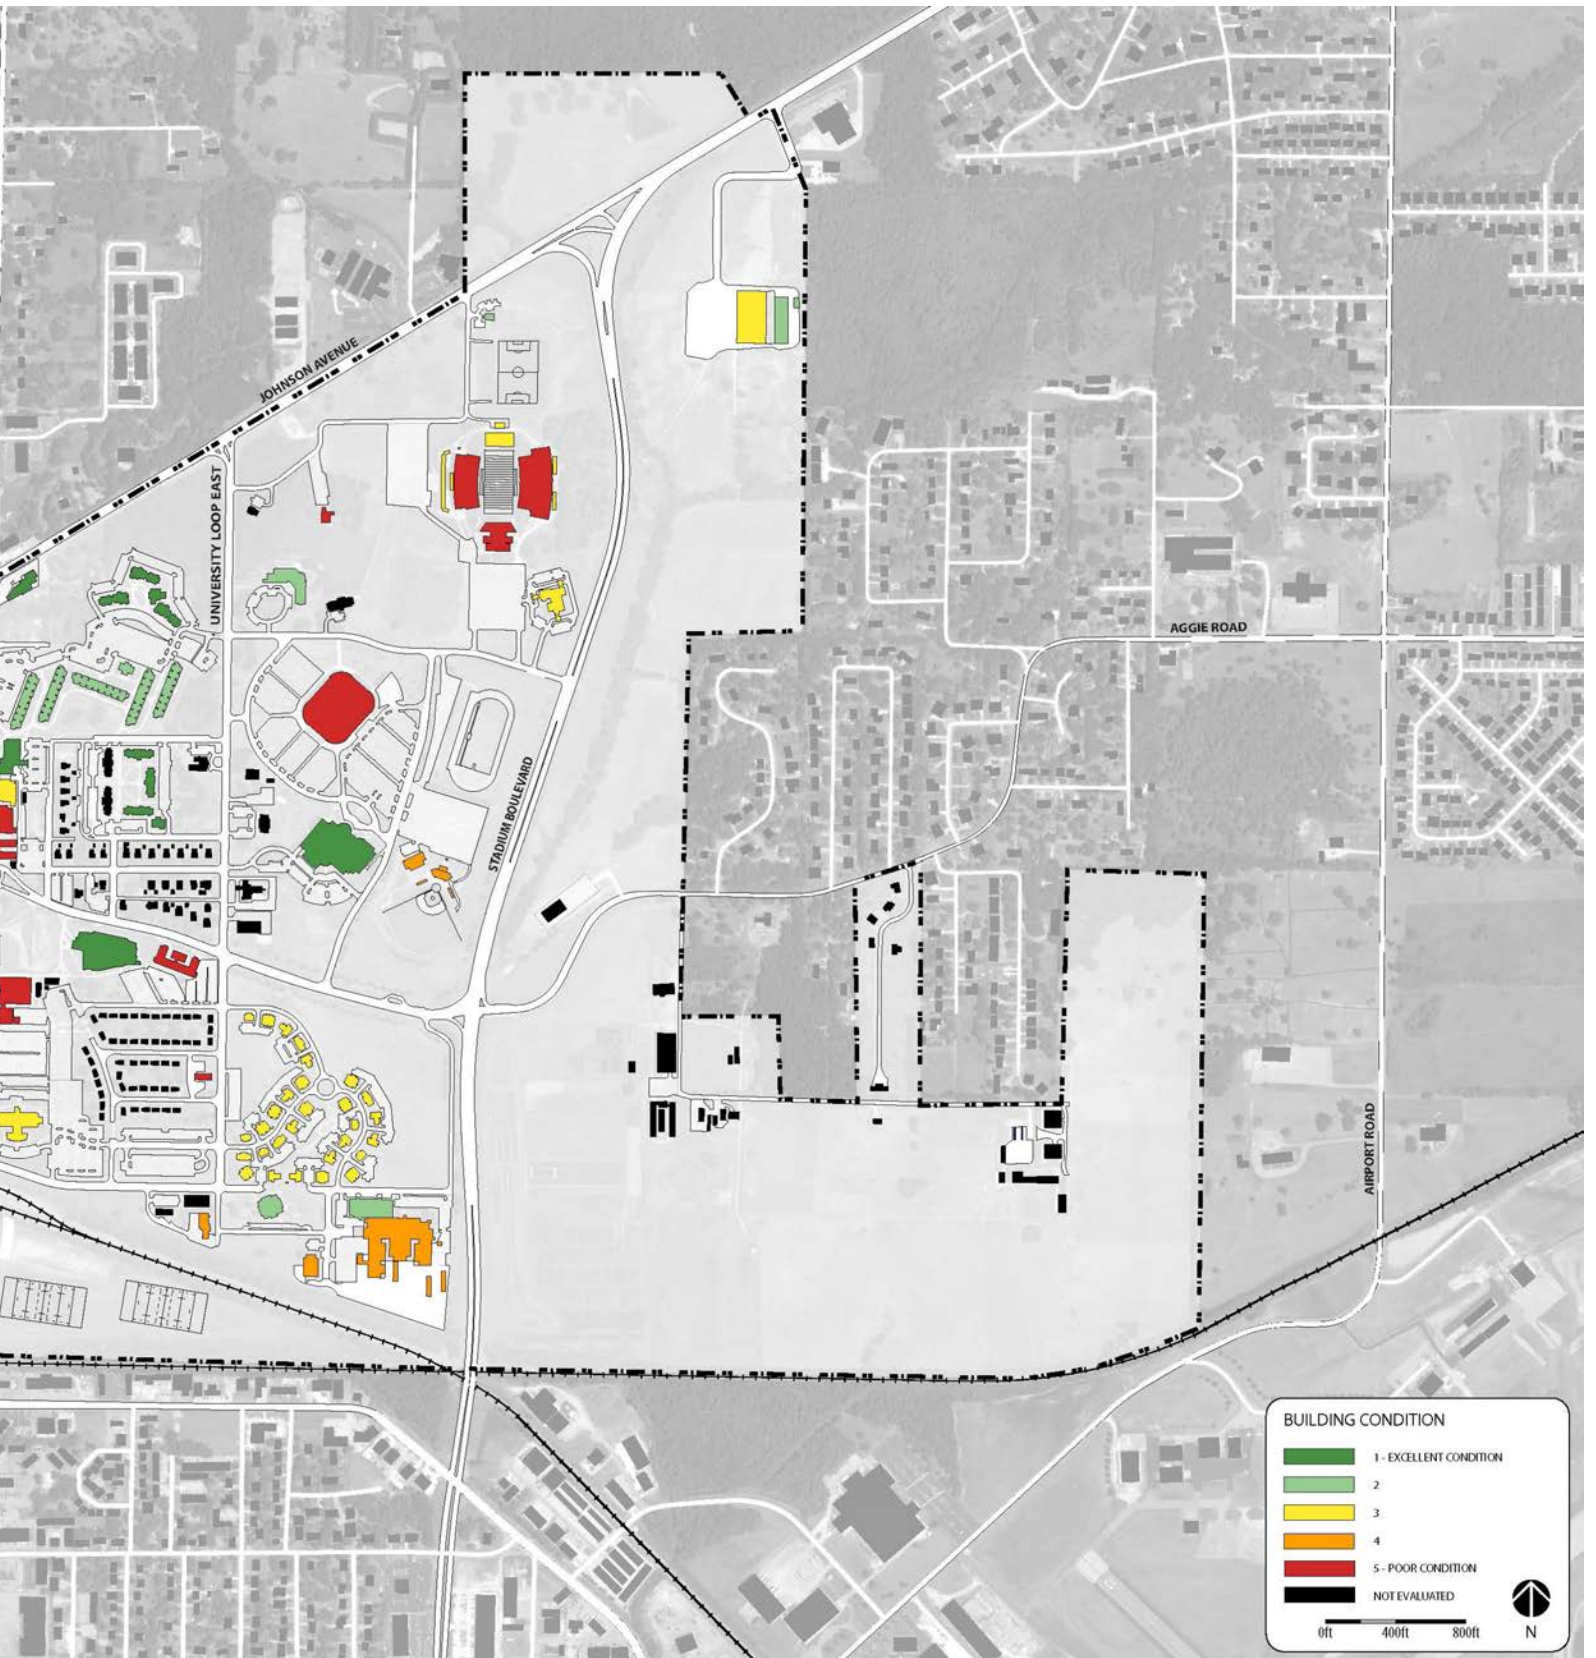 JOHNSON AVENUE
UNIVERSITY LOOP EAST
AGGIE ROAD
STADIUM BOULEVARD
AIRPORT ROAD
BUILDING CONDITION
1 - EXCELLENT CONDITION
2
3
4
5 - POOR CONDITION
NOT EVALUATED
0ft 400ft 800ft
N